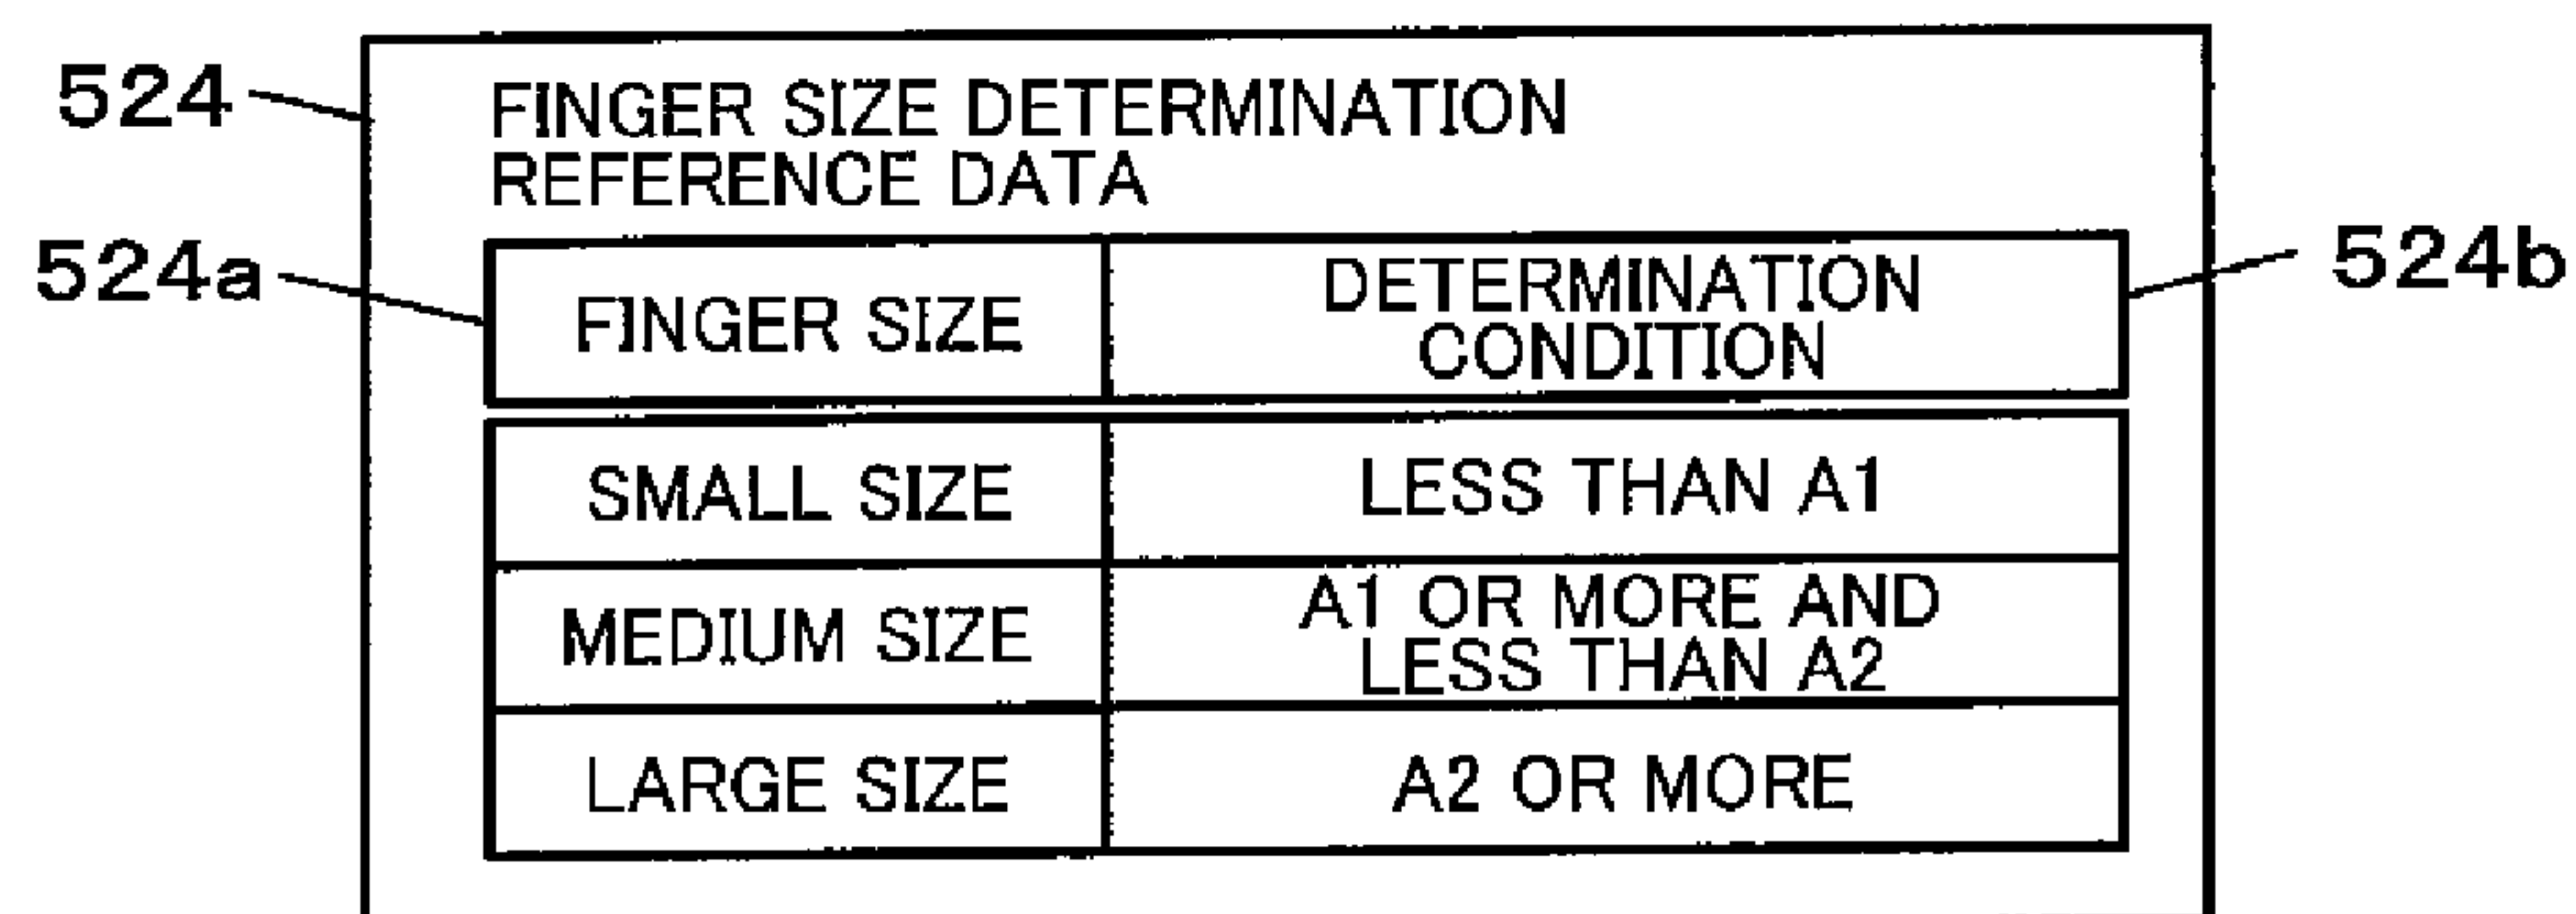 524
FINGER SIZE DETERMINATION
REFERENCE DATA
524a
524b
FINGER SIZE
DETERMINATION
CONDITION
SMALL SIZE
LESS THAN A1
MEDIUM SIZE
A1 OR MORE AND
LESS THAN A2
LARGE SIZE
A2 OR MORE